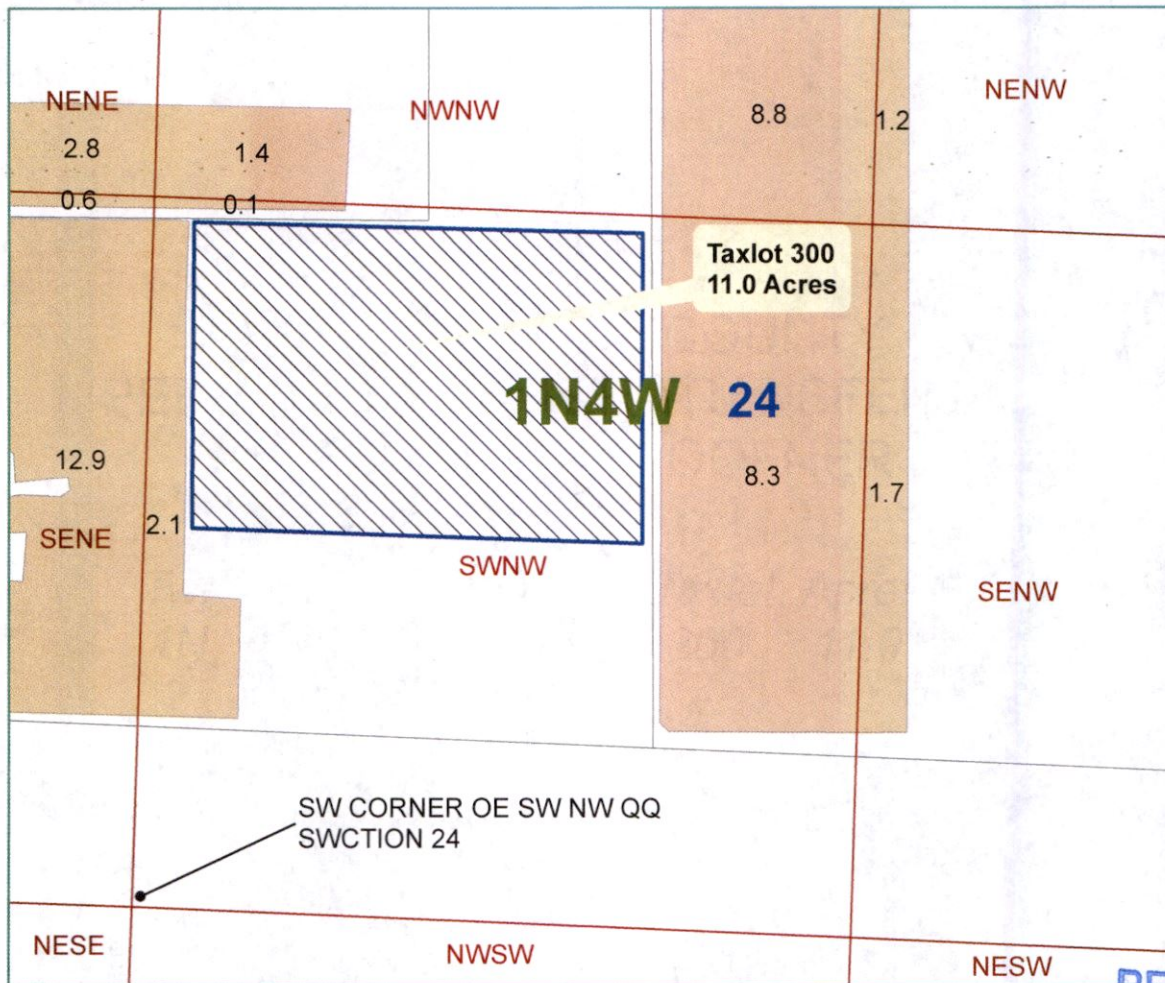 NENE
NWNW
NENW
2.8
1.4
8.8
1.2
0.6
0.1
Taxlot 300
11.0 Acres
1N4W
24
12.9
8.3
1.7
2.1
SENE
SWNW
SENW
SW CORNER OE SW NW QQ
SWCTION 24
NESE
NWSW
NESW